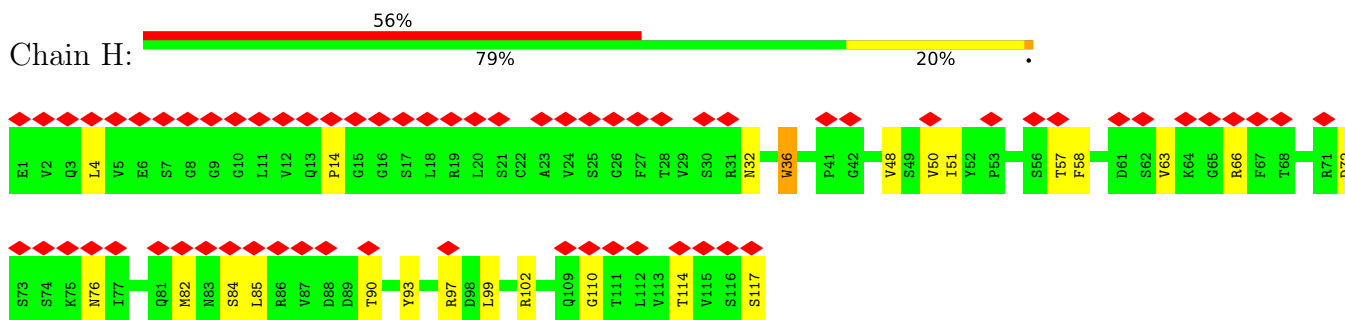 56%
Chain H:
79% 20% •
E1 V2 Q3 L4 V5 E6 S7 G8 G9 G10 L11 V12 Q13 P14 G15 G16 S17 L18 R19 L20 S21 C22 A23 V24 S25 G26 F27 T28 V29 S30 R31 N32 W36 P41 G42 V48 S49 V50 I51 Y52 P53 S56 T57 F58 D61 S62 V63 K64 G65 R66 F67 T68 R71 D72
S73 S74 K75 N76 I77 Q81 M82 N83 S84 L85 R86 V87 D88 D89 T90 Y93 R97 D98 L99 R102 Q109 G110 T111 L112 V113 T114 V115 S116 S117